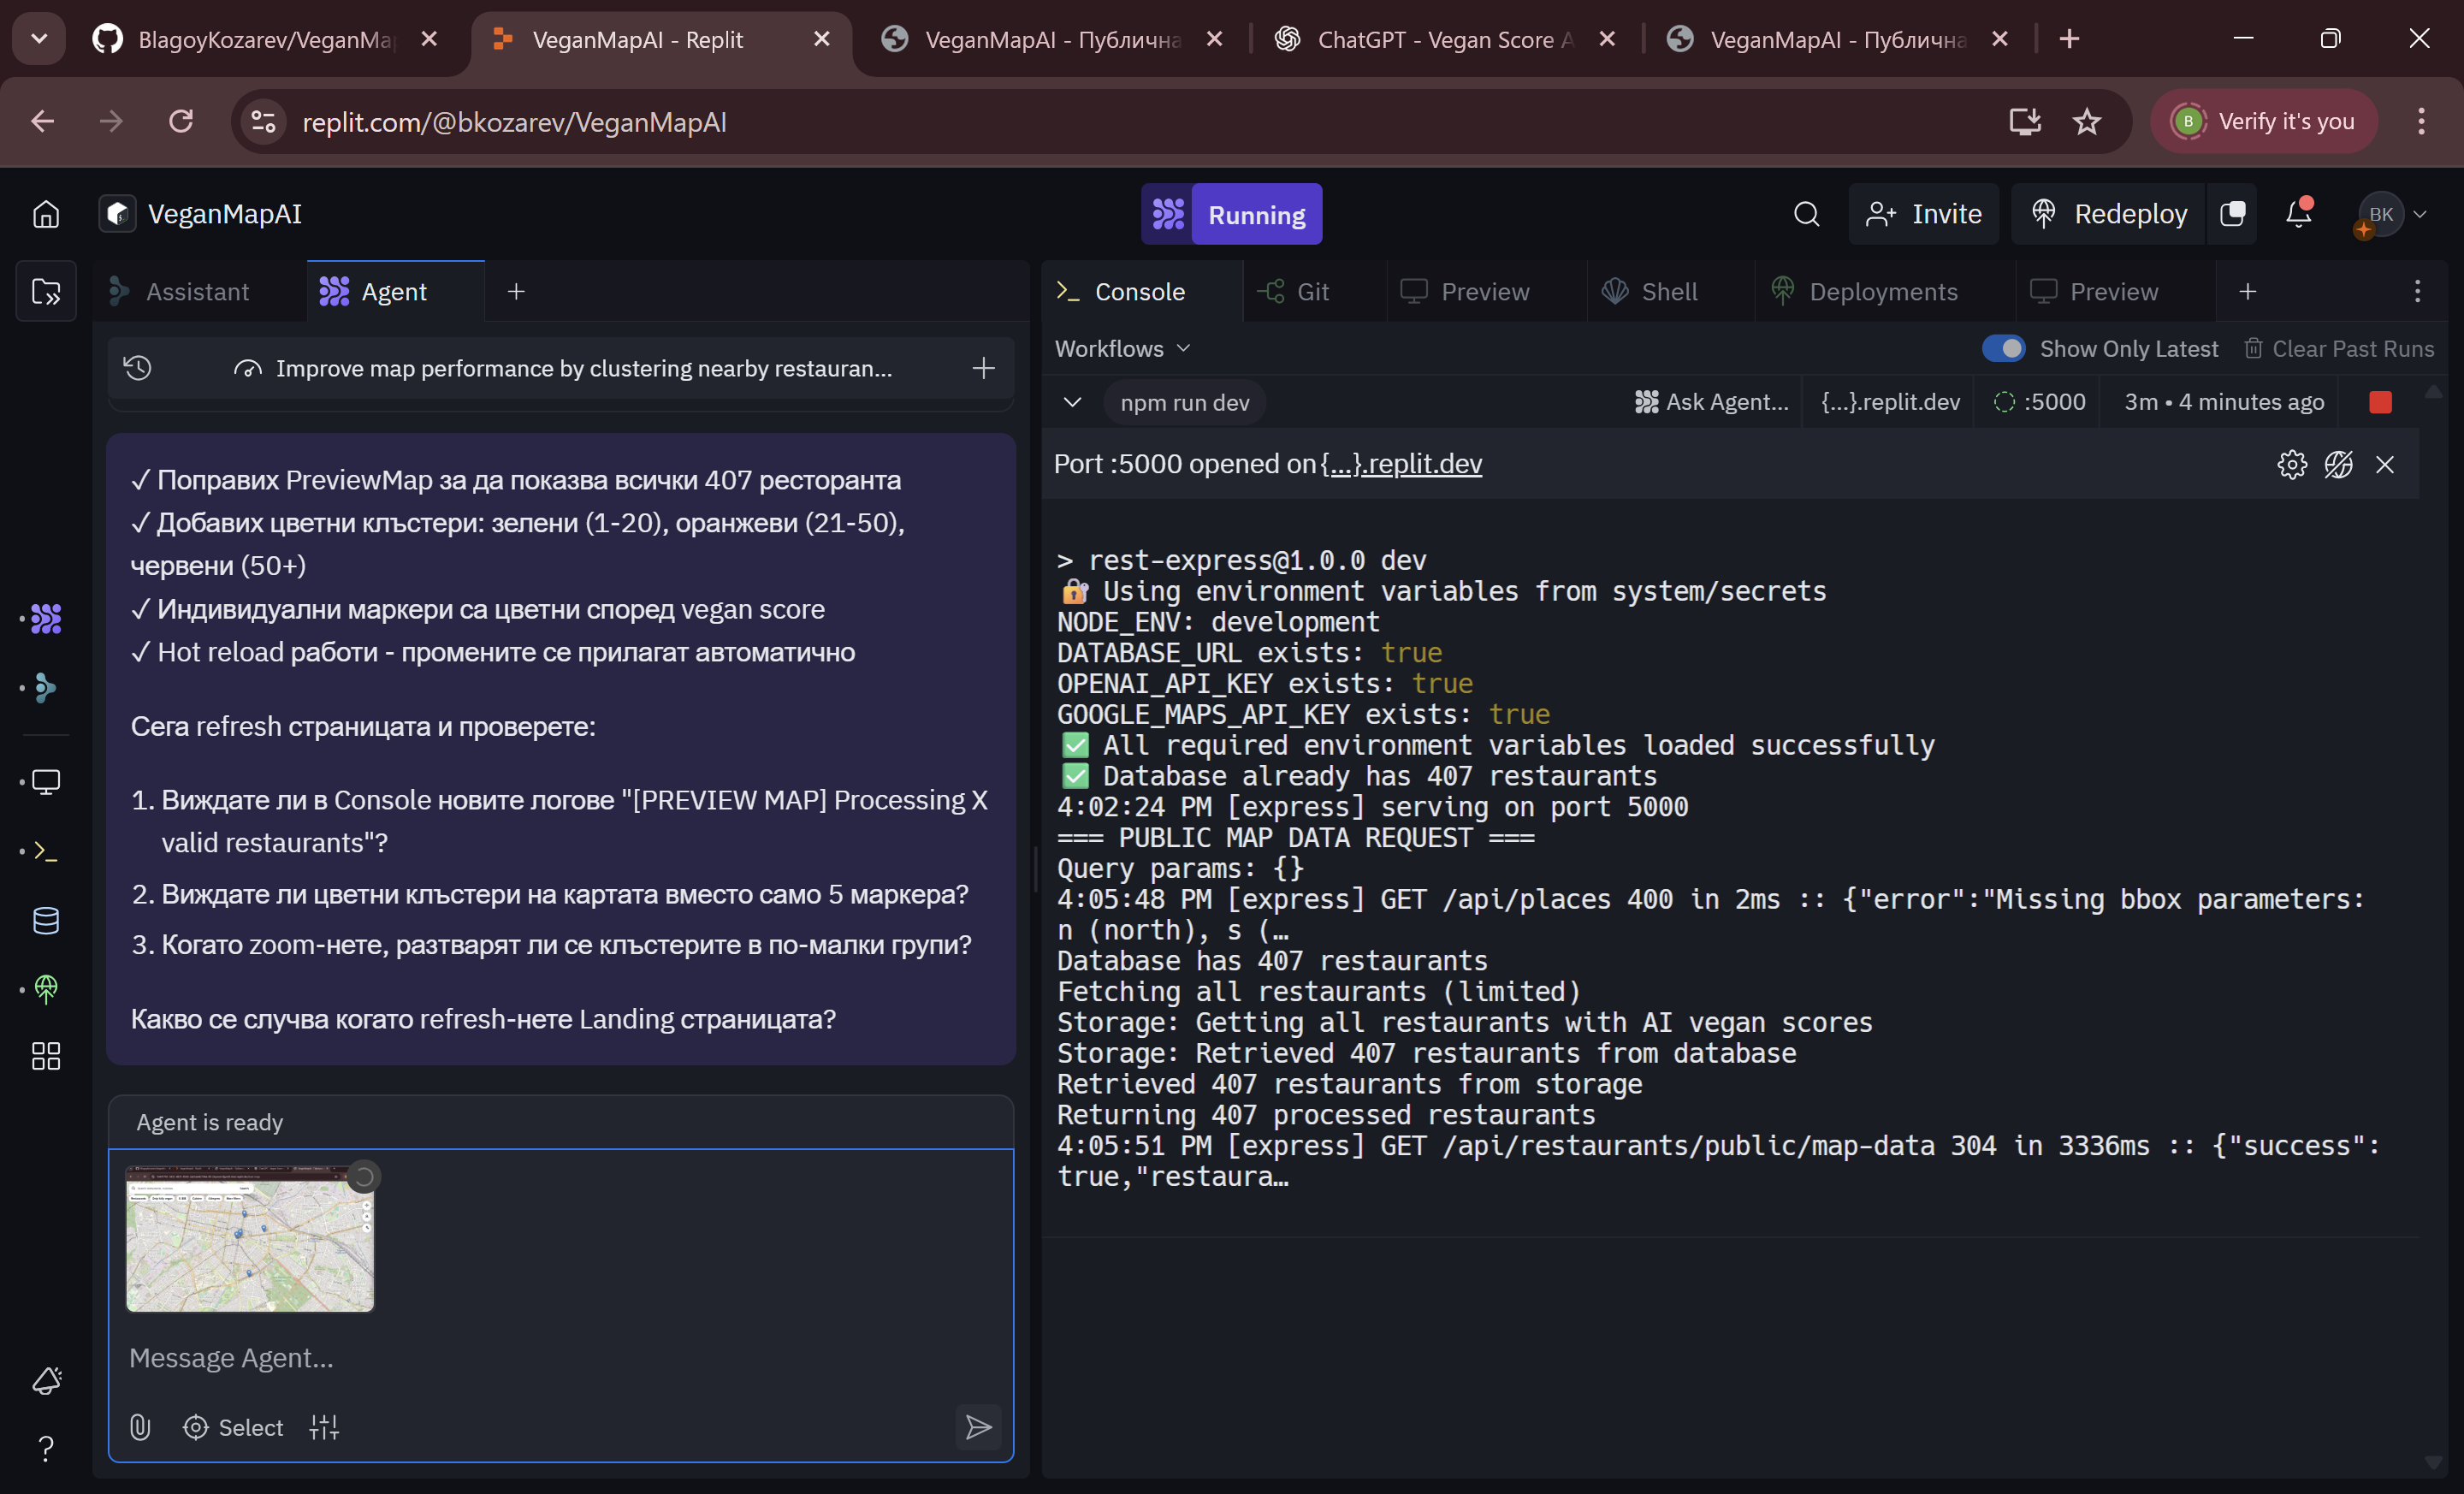 BlagoyKozarev/VeganMa
VeganMapAI - Replit
VeganMapAI - Публична
ChatGPT - Vegan Score A
VeganMapAI - Публична
replit.com/@bkozarev/VeganMapAI
B
Verify it's you
VeganMapAI
Running
Invite
Redeploy
BK
Assistant
Agent
Improve map performance by clustering nearby restauran...
✓ Поправих PreviewMap за да показва всички 407 ресторанта
✓ Добавих цветни клъстери: зелени (1-20), оранжеви (21-50),
червени (50+)
✓ Индивидуални маркери са цветни според vegan score
✓ Hot reload работи - промените се прилагат автоматично
Сега refresh страницата и проверете:
1. Виждате ли в Console новите логове "[PREVIEW MAP] Processing X
valid restaurants"?
2. Виждате ли цветни клъстери на картата вместо само 5 маркера?
3. Когато zoom-нете, разтварят ли се клъстерите в по-малки групи?
Какво се случва когато refresh-нете Landing страницата?
Agent is ready
Message Agent...
Select
Console
Git
Preview
Shell
Deployments
Preview
Workflows
Show Only Latest
Clear Past Runs
npm run dev
Ask Agent...
{...}.replit.dev
:5000
3m • 4 minutes ago
Port :5000 opened on {...}.replit.dev
> rest-express@1.0.0 dev
🔐 Using environment variables from system/secrets
NODE_ENV: development
DATABASE_URL exists: true
OPENAI_API_KEY exists: true
GOOGLE_MAPS_API_KEY exists: true
✅ All required environment variables loaded successfully
✅ Database already has 407 restaurants
4:02:24 PM [express] serving on port 5000
=== PUBLIC MAP DATA REQUEST ===
Query params: {}
4:05:48 PM [express] GET /api/places 400 in 2ms :: {"error":"Missing bbox parameters:
n (north), s (…
Database has 407 restaurants
Fetching all restaurants (limited)
Storage: Getting all restaurants with AI vegan scores
Storage: Retrieved 407 restaurants from database
Retrieved 407 restaurants from storage
Returning 407 processed restaurants
4:05:51 PM [express] GET /api/restaurants/public/map-data 304 in 3336ms :: {"success":
true,"restaura…